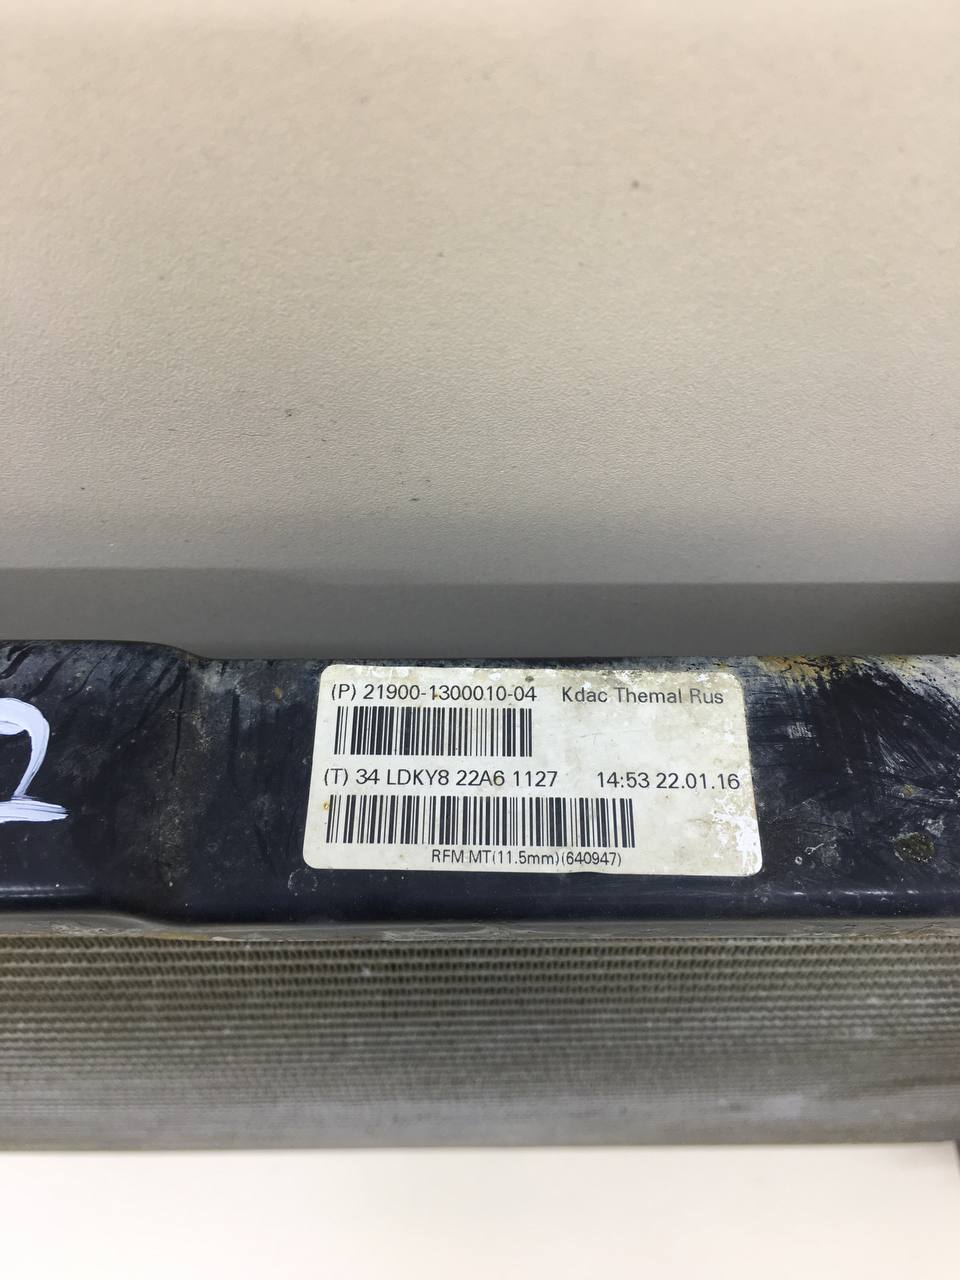 (P) 21900-1300010-04 Kdac Themal Rus
(T) 34 LDKY8 22A6 1127 14:53 22.01.16
RFM MT(11.5mm)(640947)